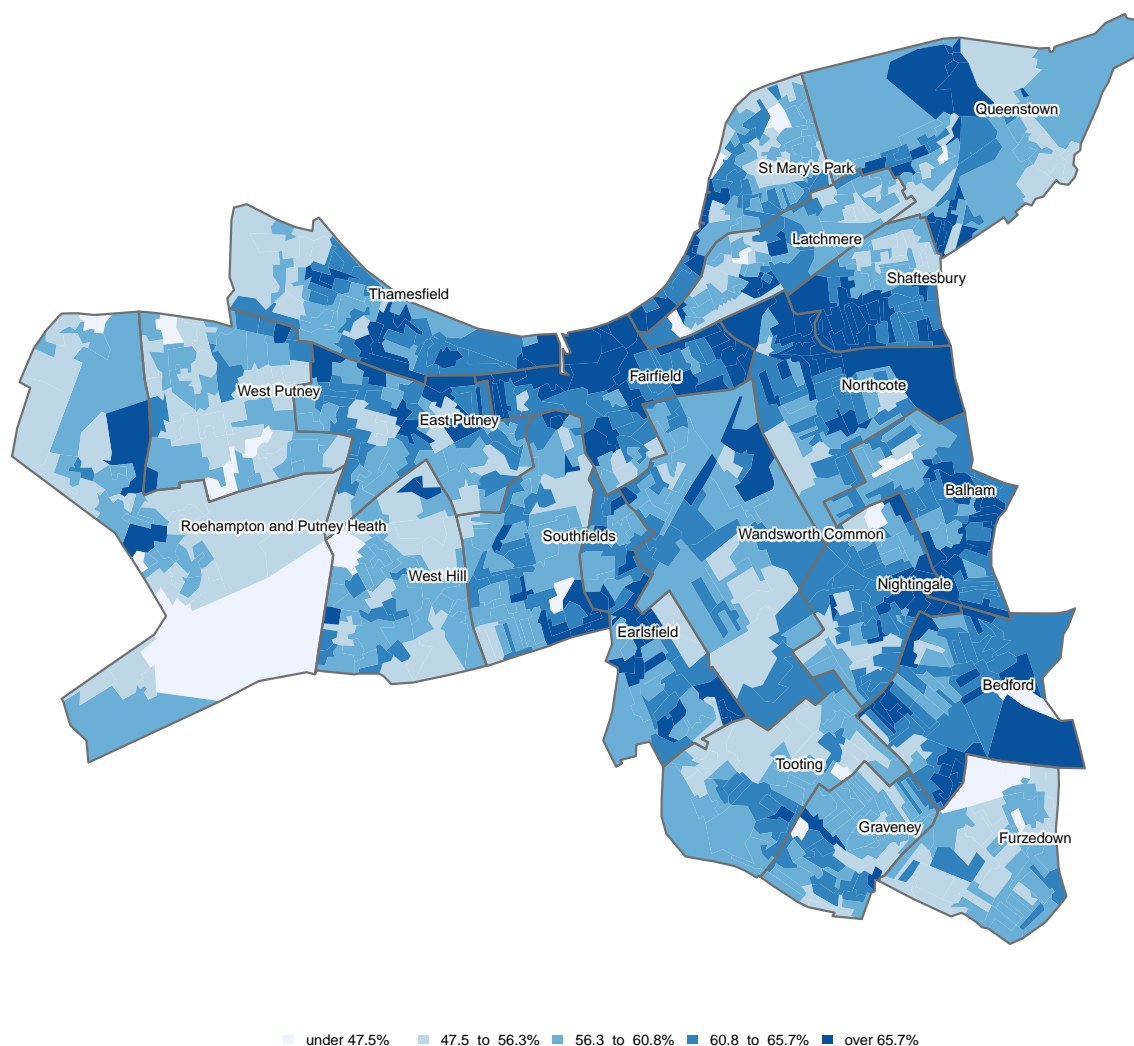 Queenstown
St Mary's Park
Latchmere
Shaftesbury
Thamesfield
Fairfield
Northcote
West Putney
East Putney
Balham
Roehampton and Putney Heath
Southfields
Wandsworth Common
West Hill
Nightingale
Earlsfield
Bedford
Tooting
Graveney
Furzedown
under 47.5% 47.5 to 56.3% 56.3 to 60.8% 60.8 to 65.7% over 65.7%